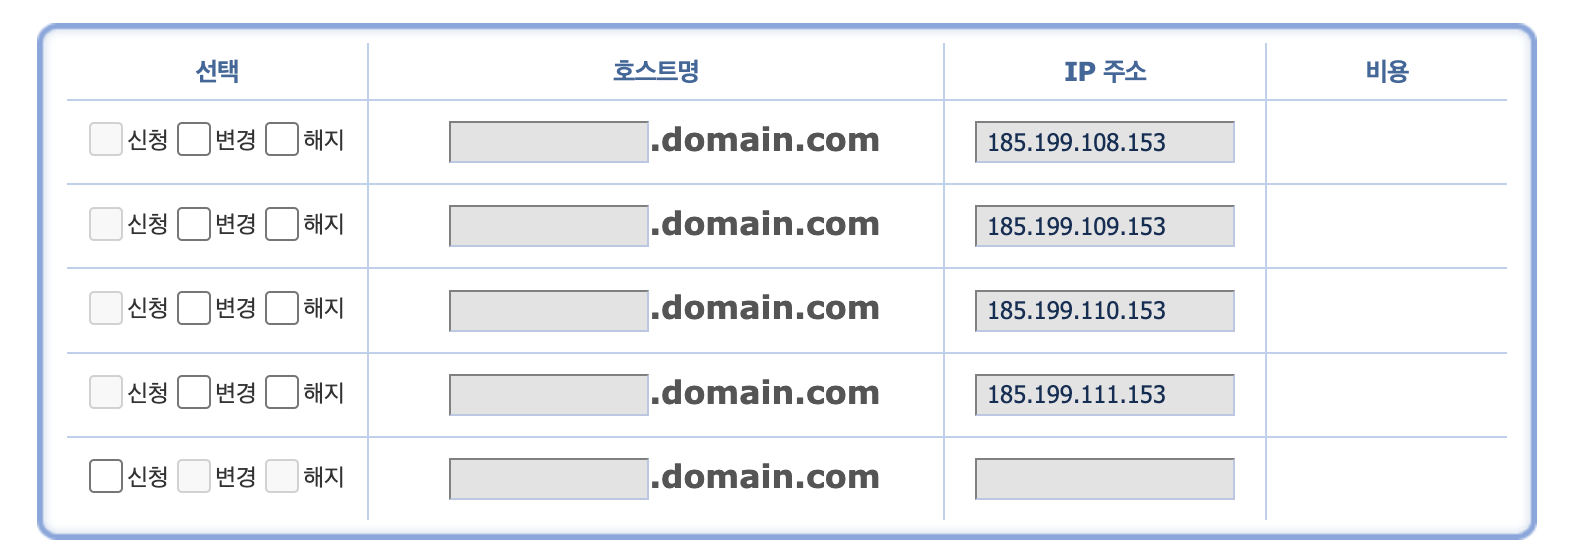 선택 호스트명 IP 주소 비용
신청 변경 해지 .domain.com 185.199.108.153
신청 변경 해지 .domain.com 185.199.109.153
신청 변경 해지 .domain.com 185.199.110.153
신청 변경 해지 .domain.com 185.199.111.153
신청 변경 해지 .domain.com